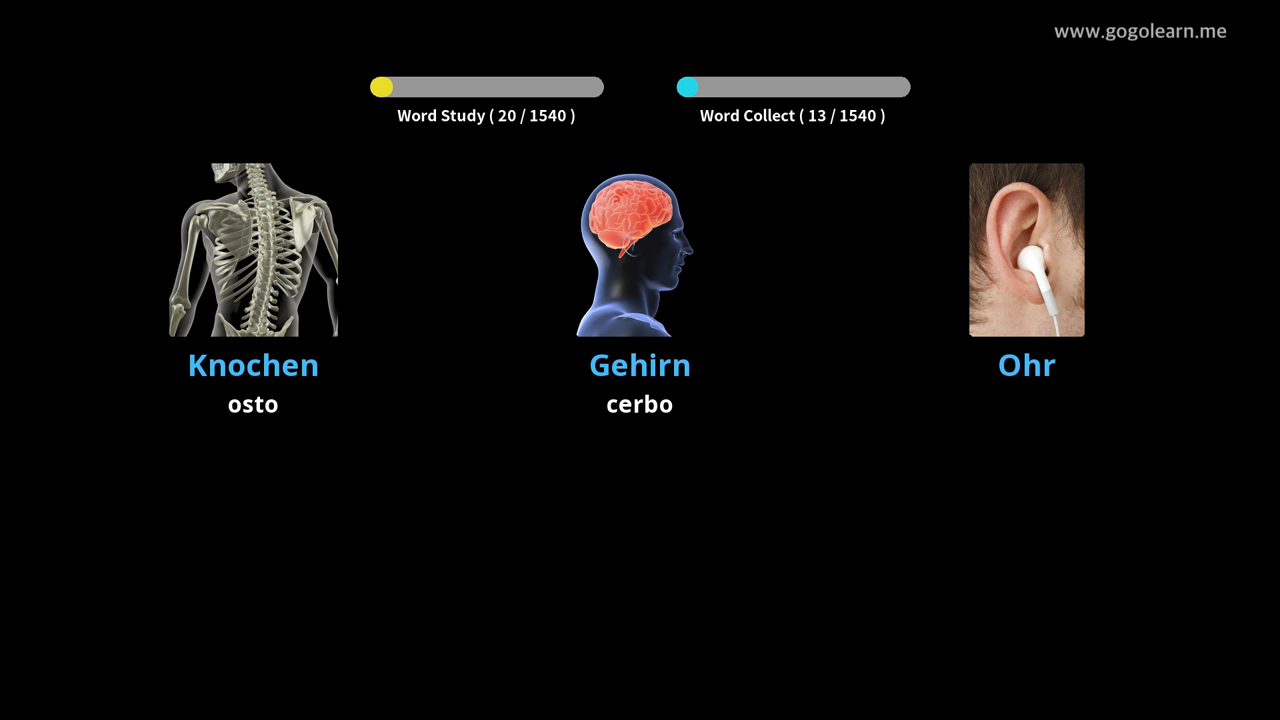 www.gogolearn.me
Word Study ( 20 / 1540 )
Word Collect ( 13 / 1540 )
Knochen
osto
Gehirn
cerbo
Ohr